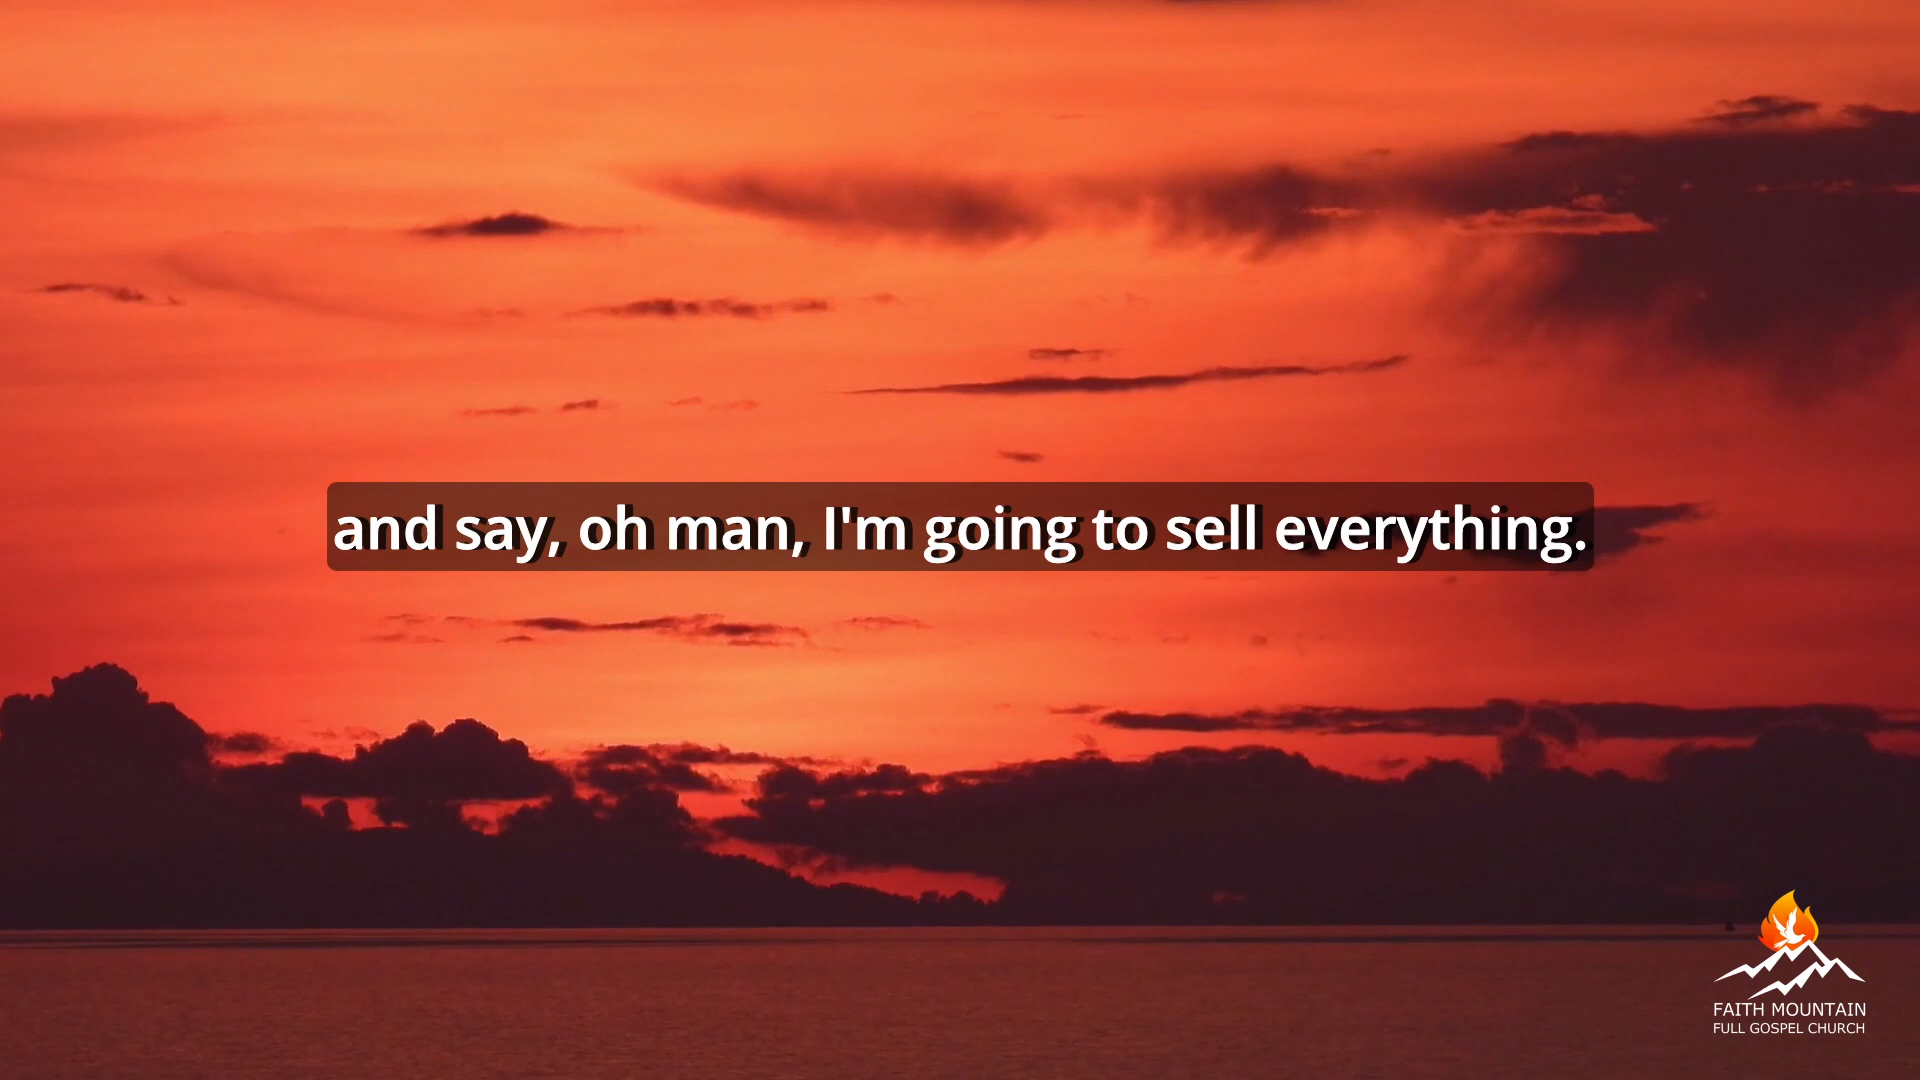 and say, oh man, I'm going to sell everything.
FAITH MOUNTAIN
FULL GOSPEL CHURCH